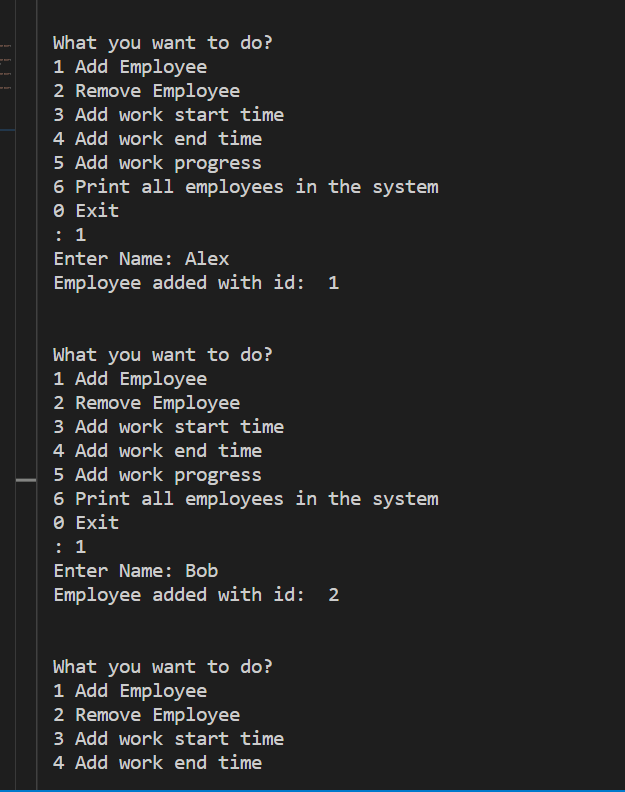 What you want to do?
1 Add Employee
2 Remove Employee
3 Add work start time
4 Add work end time
5 Add work progress
6 Print all employees in the system
0 Exit
: 1
Enter Name: Alex
Employee added with id:  1
What you want to do?
1 Add Employee
2 Remove Employee
3 Add work start time
4 Add work end time
5 Add work progress
6 Print all employees in the system
0 Exit
: 1
Enter Name: Bob
Employee added with id:  2
What you want to do?
1 Add Employee
2 Remove Employee
3 Add work start time
4 Add work end time